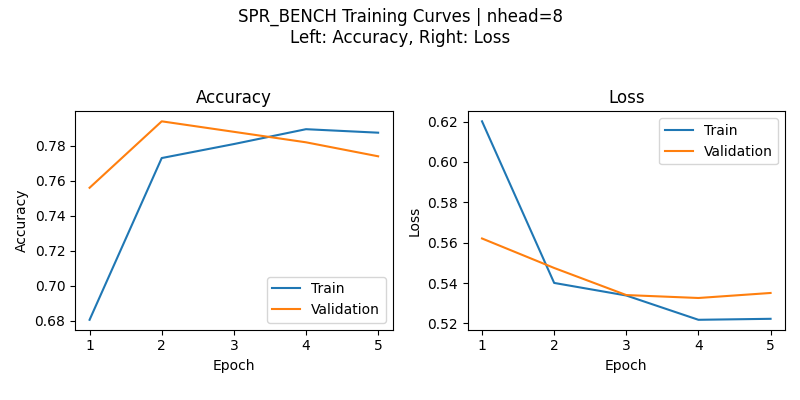 SPR_BENCH Training Curves | nhead=8
Left: Accuracy, Right: Loss
Accuracy
Accuracy
0.78
0.76
0.74
0.72
0.70
0.68
1
2
3
4
5
Epoch
Train
Validation
Loss
Loss
0.62
0.60
0.58
0.56
0.54
0.52
1
2
3
4
5
Epoch
Train
Validation